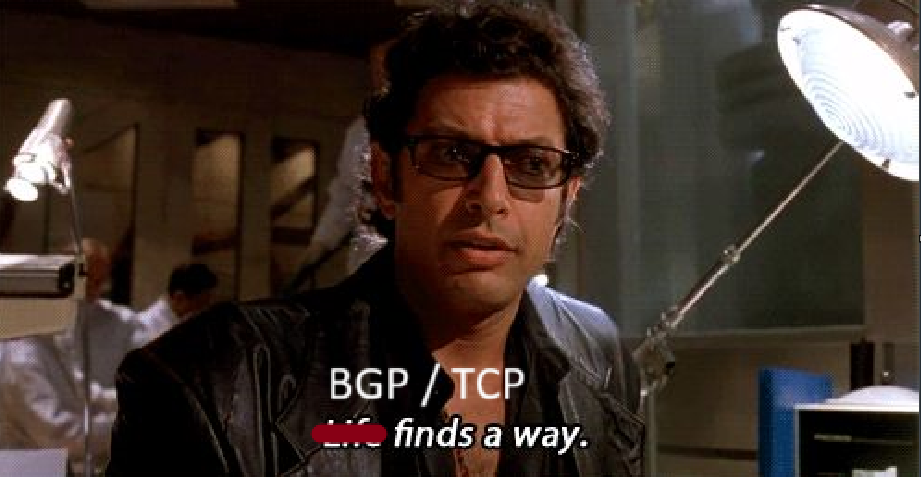 BGP / TCP
Life finds a way.